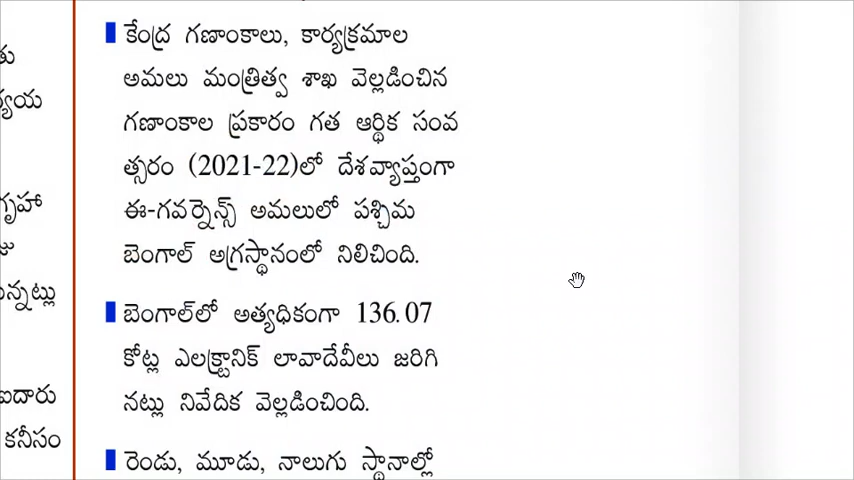 కేంద్ర గణాంకాలు, కార్యక్రమాల
అమలు మంత్రిత్వ శాఖ వెల్లడించిన
గణాంకాల ప్రకారం గత ఆర్థిక సంవ
త్సరం (2021-22)లో దేశవ్యాప్తంగా
ఈ-గవర్నెన్స్ అమలులో పశ్చిమ
బెంగాల్ అగ్రస్థానంలో నిలిచింది.
బెంగాల్‌లో అత్యధికంగా 136.07
కోట్ల ఎలక్ట్రానిక్ లావాదేవీలు జరిగి
నట్లు నివేదిక వెల్లడించింది.
రెండు, మూడు, నాలుగు స్థానాల్లో